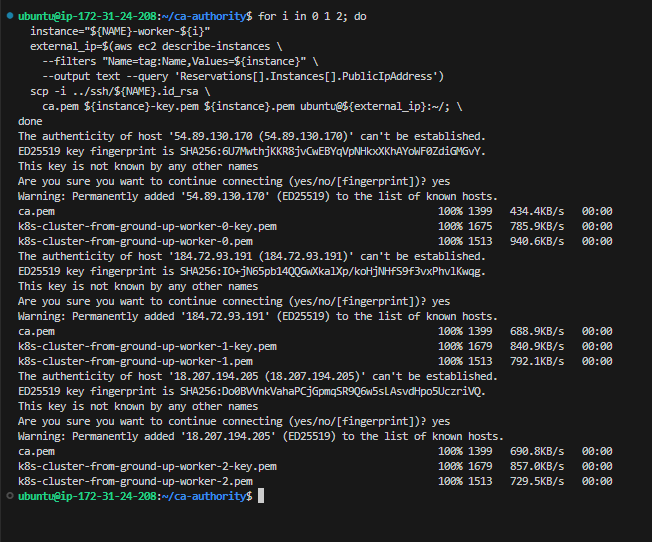 ubuntu@ip-172-31-24-208:~/ca-authority$ for i in 0 1 2; do
  instance="${NAME}-worker-${i}"
  external_ip=$(aws ec2 describe-instances \
    --filters "Name=tag:Name,Values=${instance}" \
    --output text --query 'Reservations[].Instances[].PublicIpAddress')
  scp -i ../ssh/${NAME}.id_rsa \
    ca.pem ${instance}-key.pem ${instance}.pem ubuntu@${external_ip}:~/; \
done
The authenticity of host '54.89.130.170 (54.89.130.170)' can't be established.
ED25519 key fingerprint is SHA256:6U7MwthjKKR8jvCwEBYqVpNHkxXKhAYoWF0ZdiGMGvY.
This key is not known by any other names
Are you sure you want to continue connecting (yes/no/[fingerprint])? yes
Warning: Permanently added '54.89.130.170' (ED25519) to the list of known hosts.
ca.pem 100% 1399 434.4KB/s 00:00
k8s-cluster-from-ground-up-worker-0-key.pem 100% 1675 785.9KB/s 00:00
k8s-cluster-from-ground-up-worker-0.pem 100% 1513 940.6KB/s 00:00
The authenticity of host '184.72.93.191 (184.72.93.191)' can't be established.
ED25519 key fingerprint is SHA256:IO+jN65pb14QQGwXkalXp/koHjNHfS9f3vxPhvlKwqg.
This key is not known by any other names
Are you sure you want to continue connecting (yes/no/[fingerprint])? yes
Warning: Permanently added '184.72.93.191' (ED25519) to the list of known hosts.
ca.pem 100% 1399 688.9KB/s 00:00
k8s-cluster-from-ground-up-worker-1-key.pem 100% 1679 840.9KB/s 00:00
k8s-cluster-from-ground-up-worker-1.pem 100% 1513 792.1KB/s 00:00
The authenticity of host '18.207.194.205 (18.207.194.205)' can't be established.
ED25519 key fingerprint is SHA256:Do0BVVnkVahaPCjGpmqSR9Q6w5sLAsvdHpo5UczriVQ.
This key is not known by any other names
Are you sure you want to continue connecting (yes/no/[fingerprint])? yes
Warning: Permanently added '18.207.194.205' (ED25519) to the list of known hosts.
ca.pem 100% 1399 690.8KB/s 00:00
k8s-cluster-from-ground-up-worker-2-key.pem 100% 1679 857.0KB/s 00:00
k8s-cluster-from-ground-up-worker-2.pem 100% 1513 729.5KB/s 00:00
ubuntu@ip-172-31-24-208:~/ca-authority$